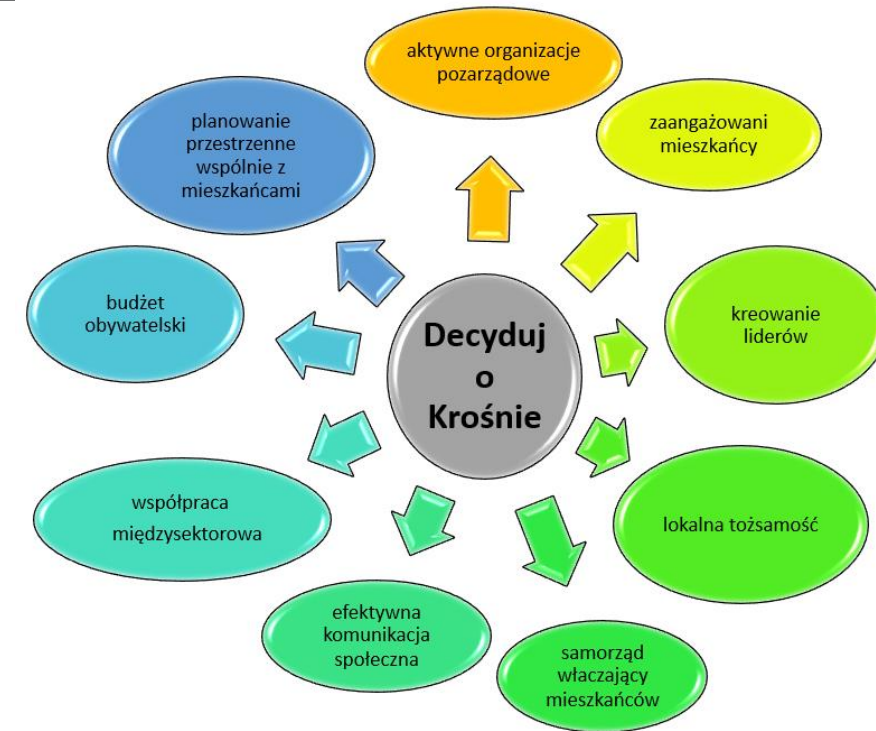 aktywne organizacje
pozarządowe
zaangażowani
mieszkańcy
kreowanie
liderów
lokalna tożsamość
samorząd
właczający
mieszkańców
efektywna
komunikacja
społeczna
współpraca
międzysektorowa
budżet
obywatelski
planowanie
przestrzenne
wspólnie z
mieszkańcami
Decyduj
o
Krośnie